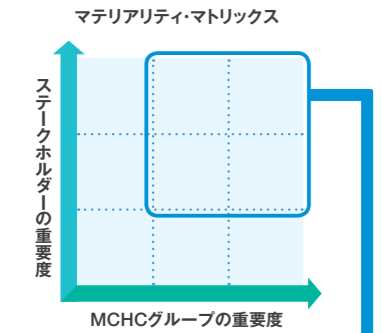 マテリアリティ・マトリックス
ステークホルダーの重要度
MCHCグループの重要度